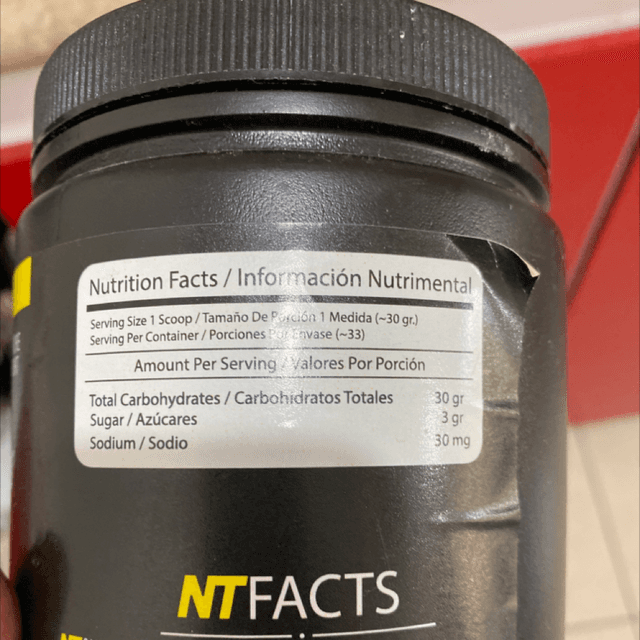 Nutrition Facts / Información Nutrimental
Serving Size 1 Scoop / Tamaño De Porción 1 Medida (~30 gr.)
Serving Per Container / Porciones Por Envase (~33)
Amount Per Serving / Valores Por Porción
Total Carbohydrates / Carbohidratos Totales 30 gr
Sugar / Azúcares 3 gr
Sodium / Sodio 30 mg
NTFACTS